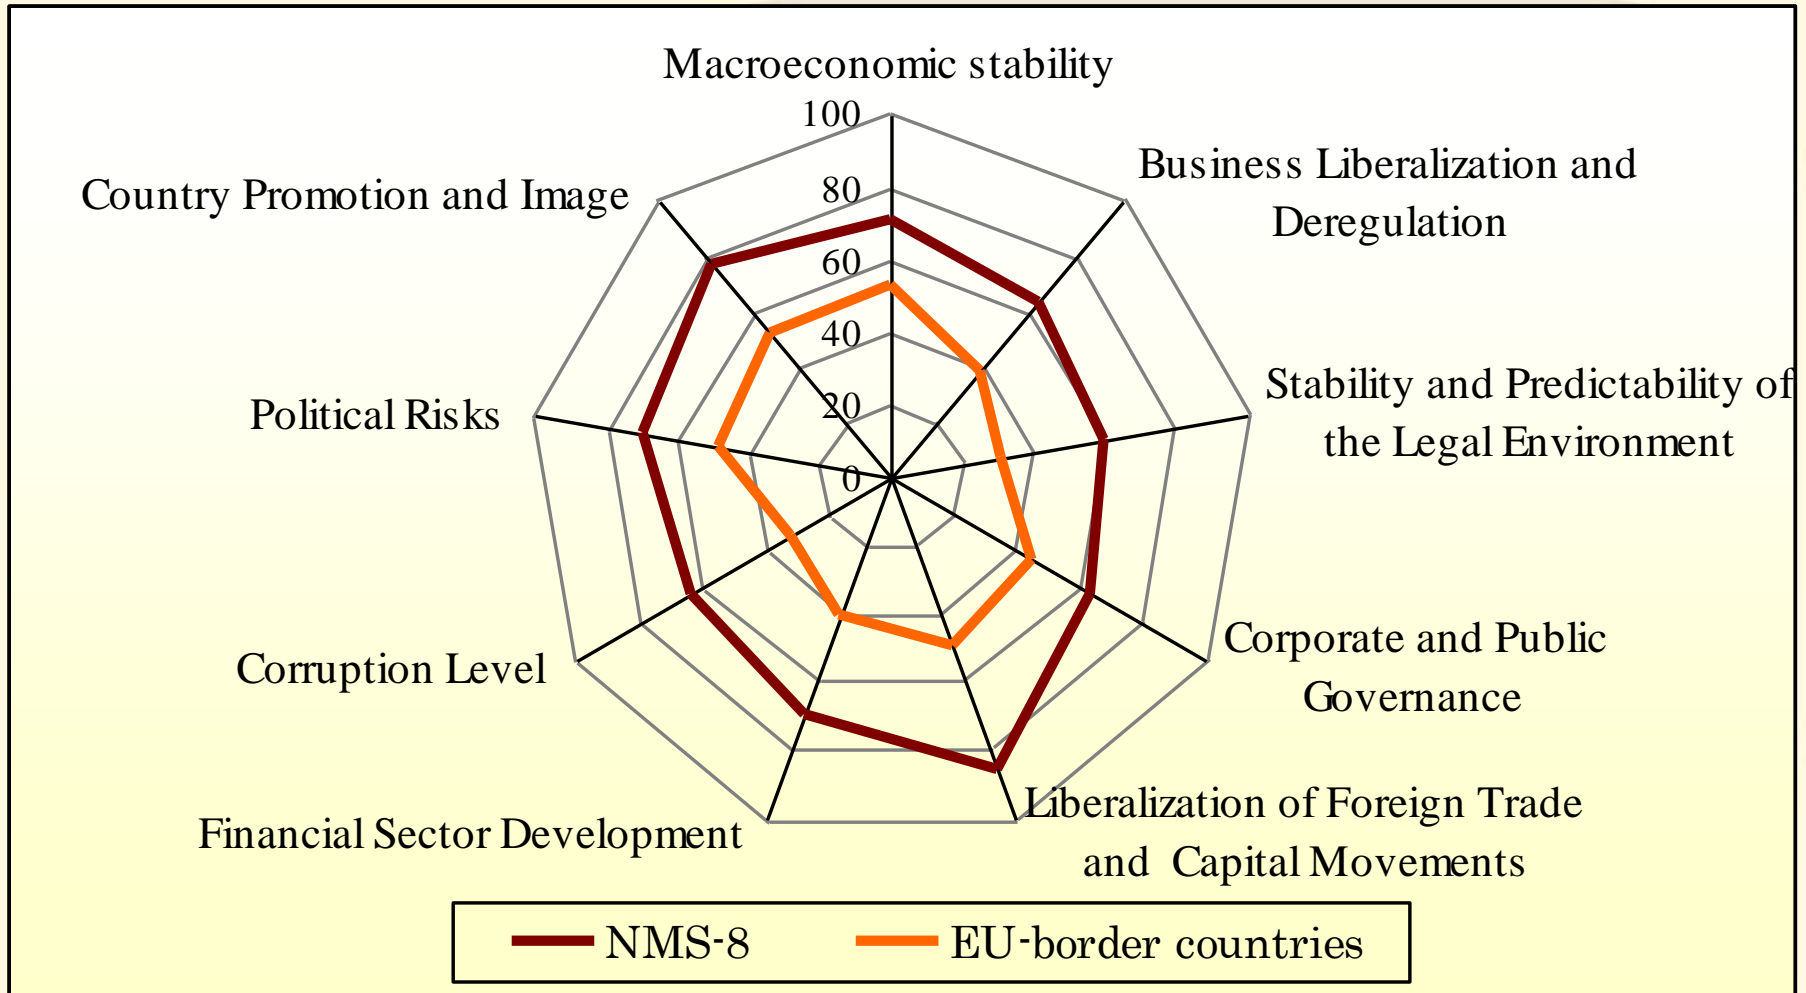 Macroeconomic stability
100
80
60
40
20
0
Business Liberalization and
Deregulation
Stability and Predictability of
the Legal Environment
Corporate and Public
Governance
Liberalization of Foreign Trade
and Capital Movements
Financial Sector Development
Corruption Level
Political Risks
Country Promotion and Image
NMS-8
EU-border countries